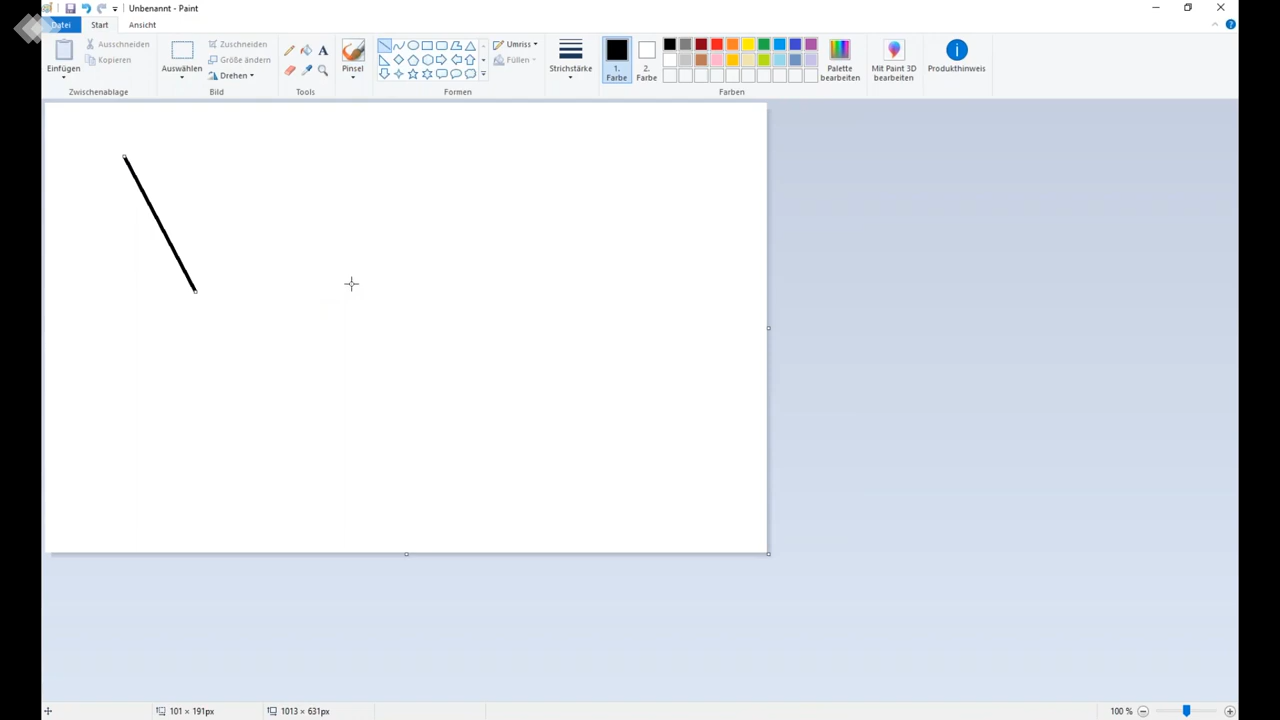 Unbenannt - Paint
Datei Start Ansicht
Einfügen
Ausschneiden
Kopieren
Zwischenablage
Auswählen
Zuschneiden
Größe ändern
Drehen
Bild
Tools
Pinsel
Umriss
Füllen
Formen
Strichstärke
1.
Farbe
2.
Farbe
Palette
bearbeiten
Farben
Mit Paint 3D
bearbeiten
Produkthinweis
101 × 191px
1013 × 631px
100 %